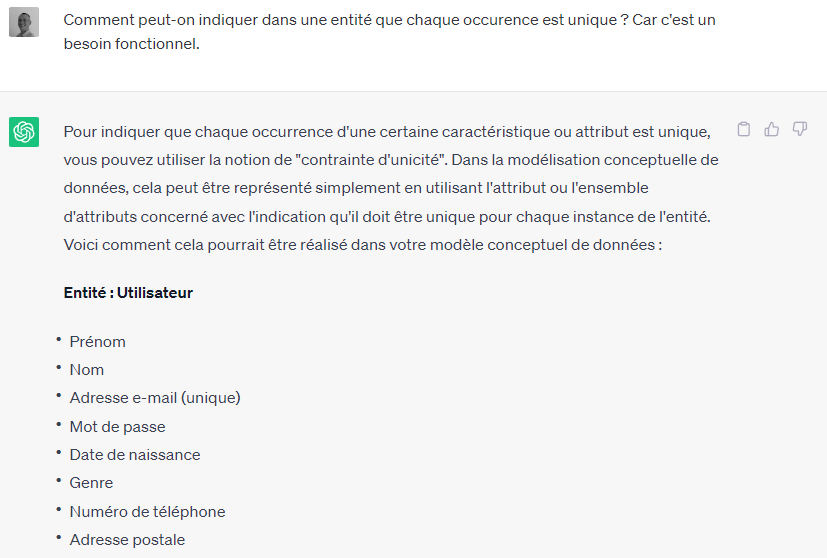 Comment peut-on indiquer dans une entité que chaque occurence est unique ? Car c'est un
besoin fonctionnel.
Pour indiquer que chaque occurrence d'une certaine caractéristique ou attribut est unique,
vous pouvez utiliser la notion de "contrainte d'unicité". Dans la modélisation conceptuelle de
données, cela peut être représenté simplement en utilisant l'attribut ou l'ensemble
d'attributs concerné avec l'indication qu'il doit être unique pour chaque instance de l'entité.
Voici comment cela pourrait être réalisé dans votre modèle conceptuel de données :
Entité : Utilisateur
• Prénom
• Nom
• Adresse e-mail (unique)
• Mot de passe
• Date de naissance
• Genre
• Numéro de téléphone
• Adresse postale